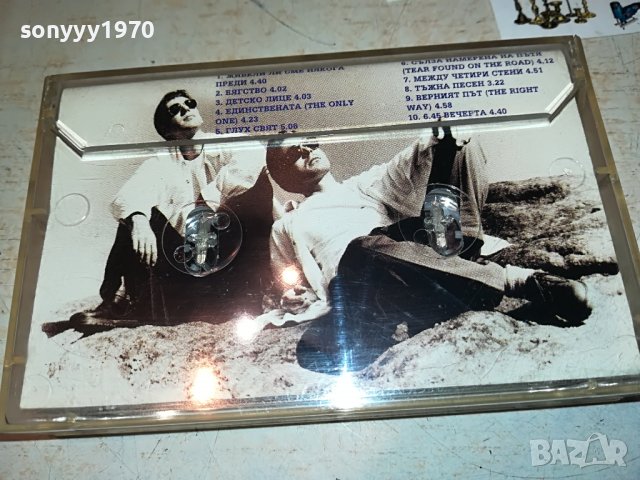 sonyyy1970
1. ЖИВЕЛИ ЛИ СМЕ НЯКОГА
ПРЕДИ 4.40
2. БЯГСТВО 4.02
3. ДЕТСКО ЛИЦЕ 4.03
4. ЕДИНСТВЕНАТА (THE ONLY
ONE) 4.23
5. ГЛУХ СВЯТ 5.08
6. СЪЛЗА НАМЕРЕНА НА ПЪТЯ
(TEAR FOUND ON THE ROAD) 4.12
7. МЕЖДУ ЧЕТИРИ СТЕНИ 4.51
8. ТЪЖНА ПЕСЕН 3.22
9. ВЕРНИЯТ ПЪТ (THE RIGHT
WAY) 4.58
10. 6.45 ВЕЧЕРТА 4.40
BAZAR